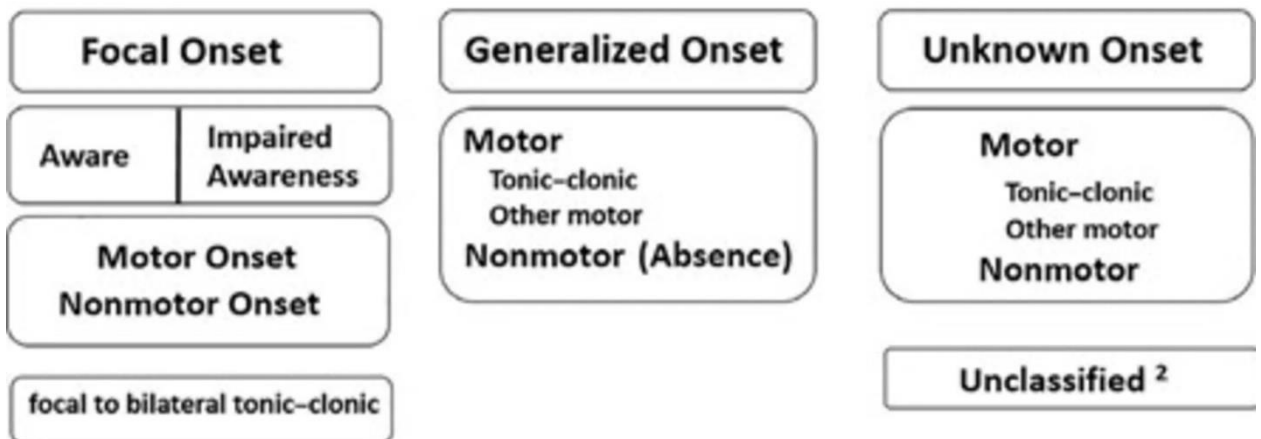 Focal Onset
Aware
Impaired
Awareness
Motor Onset
Nonmotor Onset
focal to bilateral tonic–clonic
Generalized Onset
Motor
Tonic–clonic
Other motor
Nonmotor (Absence)
Unknown Onset
Motor
Tonic–clonic
Other motor
Nonmotor
Unclassified ²